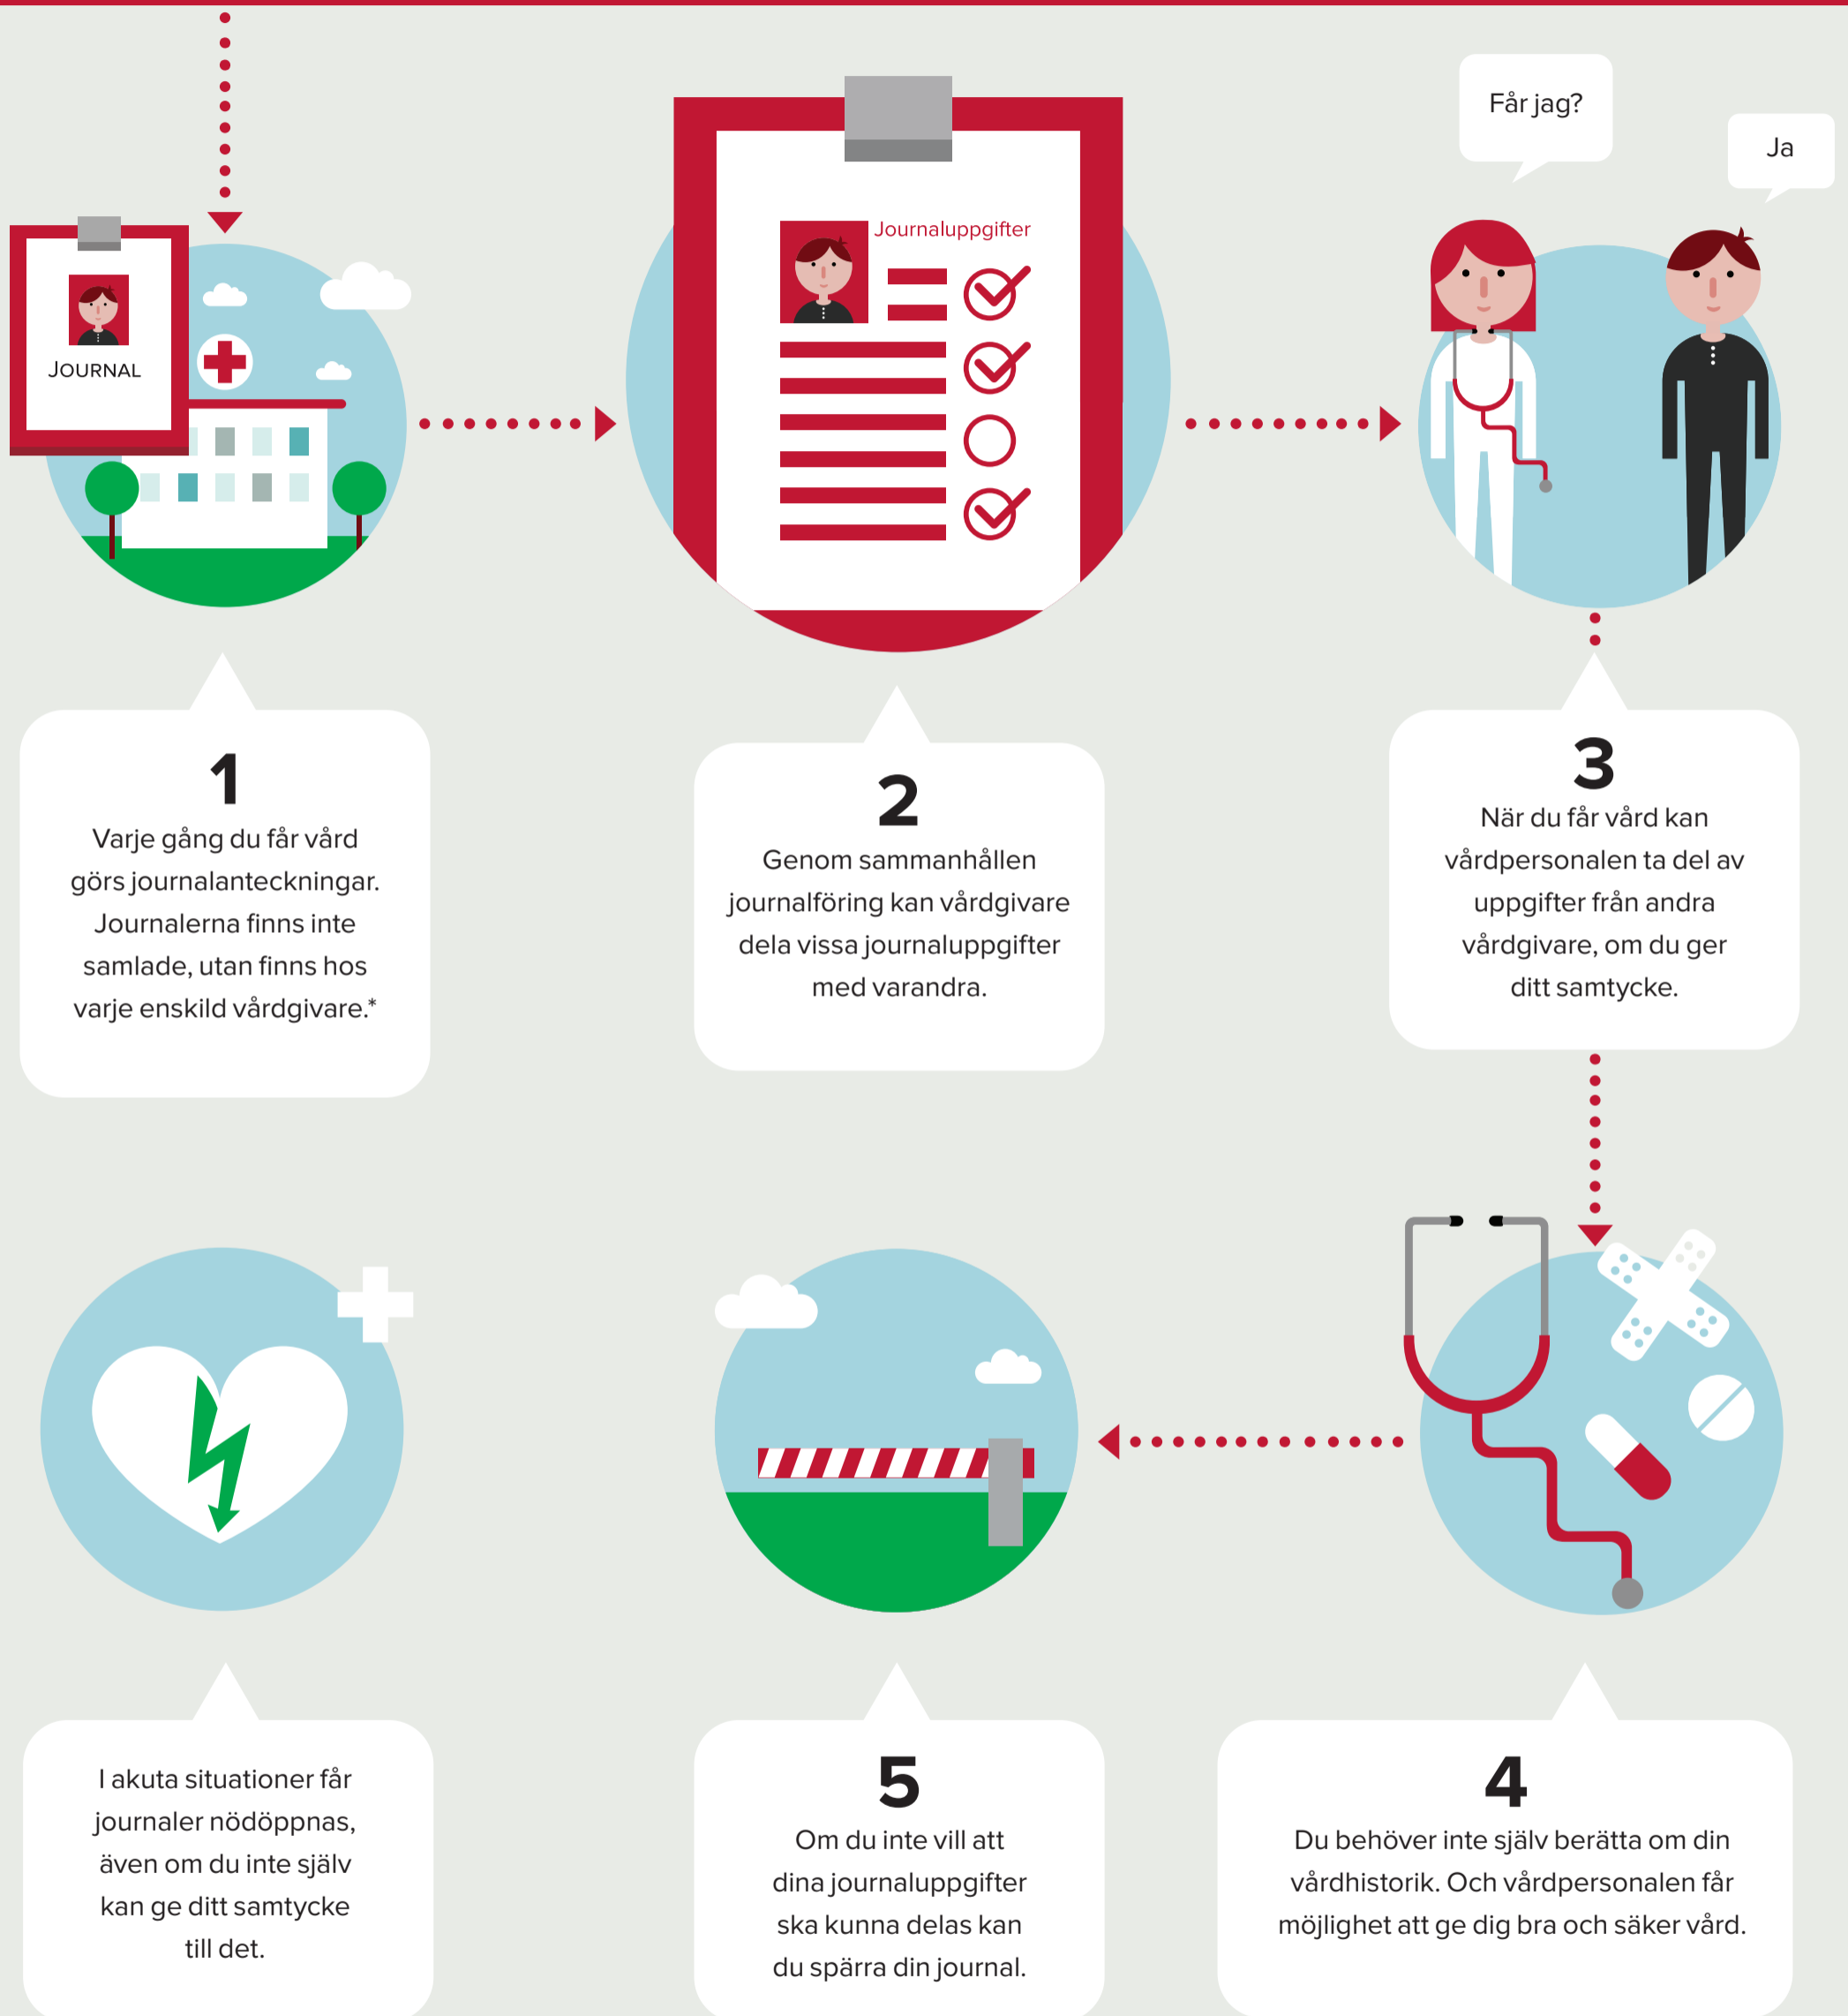 Får jag?
Ja
JOURNAL
Journaluppgifter
1
Varje gång du får vård
görs journalanteckningar.
Journalerna finns inte
samlade, utan finns hos
varje enskild vårdgivare.*
2
Genom sammanhållen
journalföring kan vårdgivare
dela vissa journaluppgifter
med varandra.
3
När du får vård kan
vårdpersonalen ta del av
uppgifter från andra
vårdgivare, om du ger
ditt samtycke.
4
Du behöver inte själv berätta om din
vårdhistorik. Och vårdpersonalen får
möjlighet att ge dig bra och säker vård.
5
Om du inte vill att
dina journaluppgifter
ska kunna delas kan
du spärra din journal.
I akuta situationer får
journaler nödöppnas,
även om du inte själv
kan ge ditt samtycke
till det.